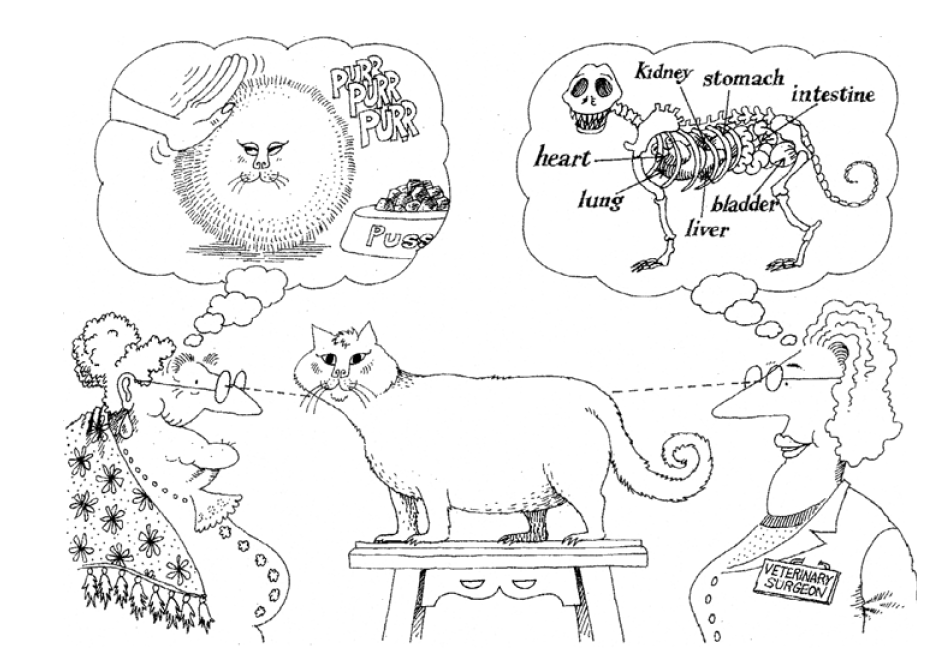 PURR
PURR
PURR
PUSS
Kidney
stomach
intestine
heart
lung
bladder
liver
VETERINARY
SURGEON